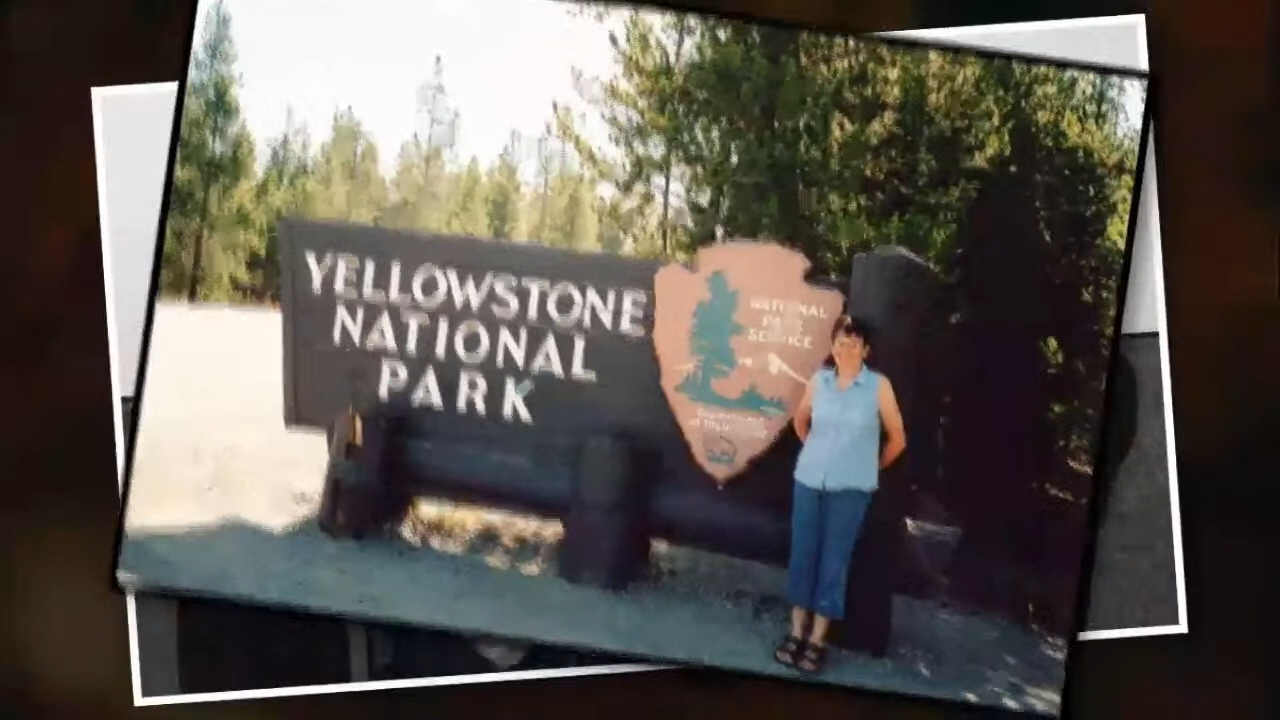 YELLOWSTONE
NATIONAL
PARK
NATIONAL
PARK
SERVICE